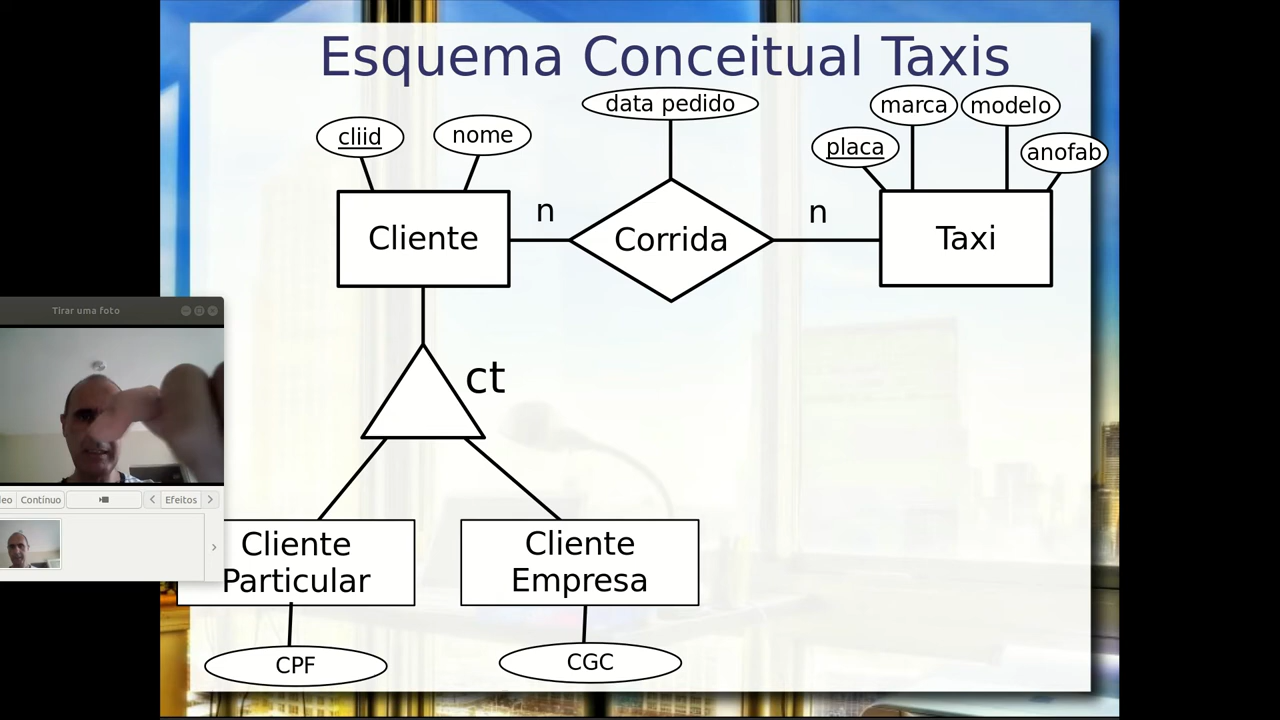 Esquema Conceitual Taxis
data pedido
marca
modelo
cliid
nome
placa
anofab
n
n
Cliente
Corrida
Taxi
Tirar uma foto
ct
Contínuo
Efeitos
Cliente
Particular
Cliente
Empresa
CPF
CGC